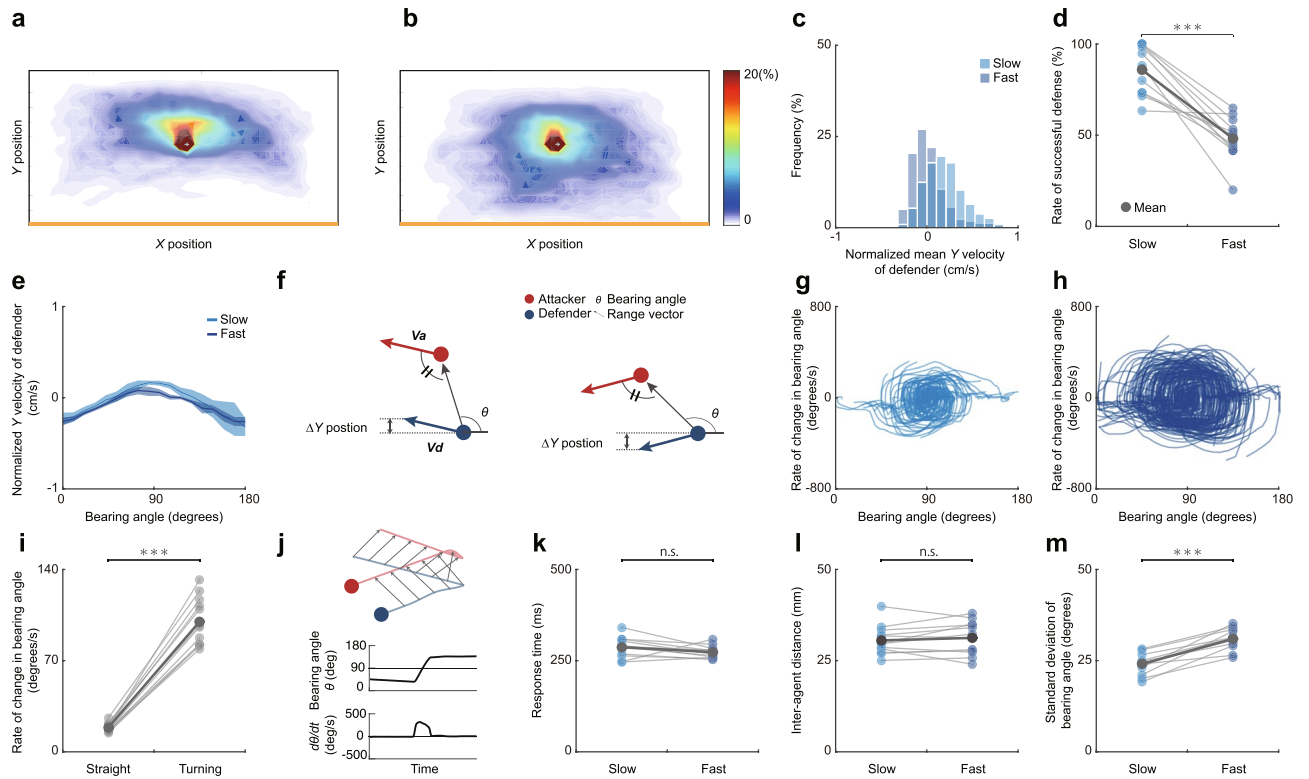 a
Y position
X position
b
Y position
X position
20(%)
0
c
50
25
0
Frequency (%)
-1
0
1
Normalized mean Y velocity
of defender (cm/s)
Slow
Fast
d
***
100
50
0
Rate of successful defense (%)
Mean
Slow
Fast
e
1
0
-1
Normalized Y velocity of defender
(cm/s)
Slow
Fast
0
90
180
Bearing angle (degrees)
f
Attacker θ Bearing angle
Defender Range vector
Va
θ
ΔY postion
Vd
θ
ΔY postion
g
800
0
-800
Rate of change in bearing angle
(degrees/s)
0
90
180
Bearing angle (degrees)
h
800
0
-800
Rate of change in bearing angle
(degrees/s)
0
90
180
Bearing angle (degrees)
i
***
140
70
0
Rate of change in bearing angle
(degrees/s)
Straight
Turning
j
Bearing angle
θ (deg)
180
90
0
dθ/dt
(deg/s)
500
0
-500
Time
k
n.s.
500
250
0
Response time (ms)
Slow
Fast
l
n.s.
50
25
0
Inter-agent distance (mm)
Slow
Fast
m
***
50
25
0
Standard deviation of
bearing angle (degrees)
Slow
Fast